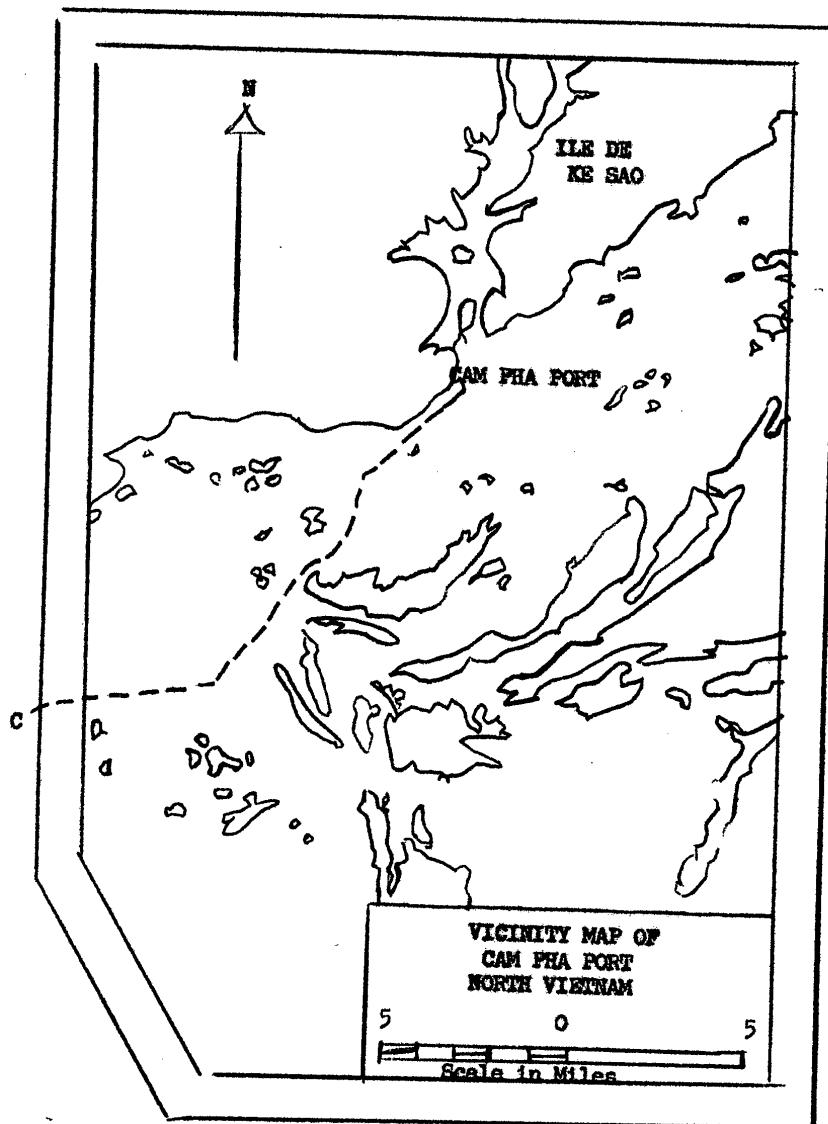 N
ILE DE
KE SAO
CAM PHA PORT
C
VICINITY MAP OF
CAM PHA PORT
NORTH VIETNAM
5 0 5
Scale in Miles